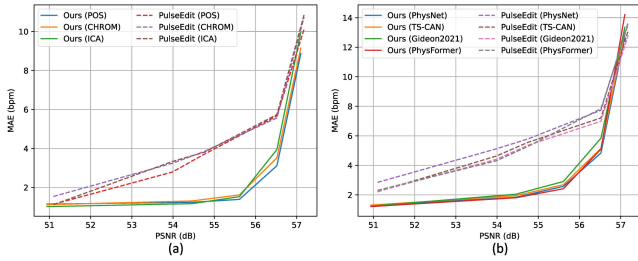 Ours (POS)
Ours (CHROM)
Ours (ICA)
PulseEdit (POS)
PulseEdit (CHROM)
PulseEdit (ICA)
MAE (bpm)
10
8
6
4
2
51 52 53 54 55 56 57
PSNR (dB)
(a)
Ours (PhysNet)
Ours (TS-CAN)
Ours (Gideon2021)
Ours (PhysFormer)
PulseEdit (PhysNet)
PulseEdit (TS-CAN)
PulseEdit (Gideon2021)
PulseEdit (PhysFormer)
MAE (bpm)
14
12
10
8
6
4
2
51 52 53 54 55 56 57
PSNR (dB)
(b)